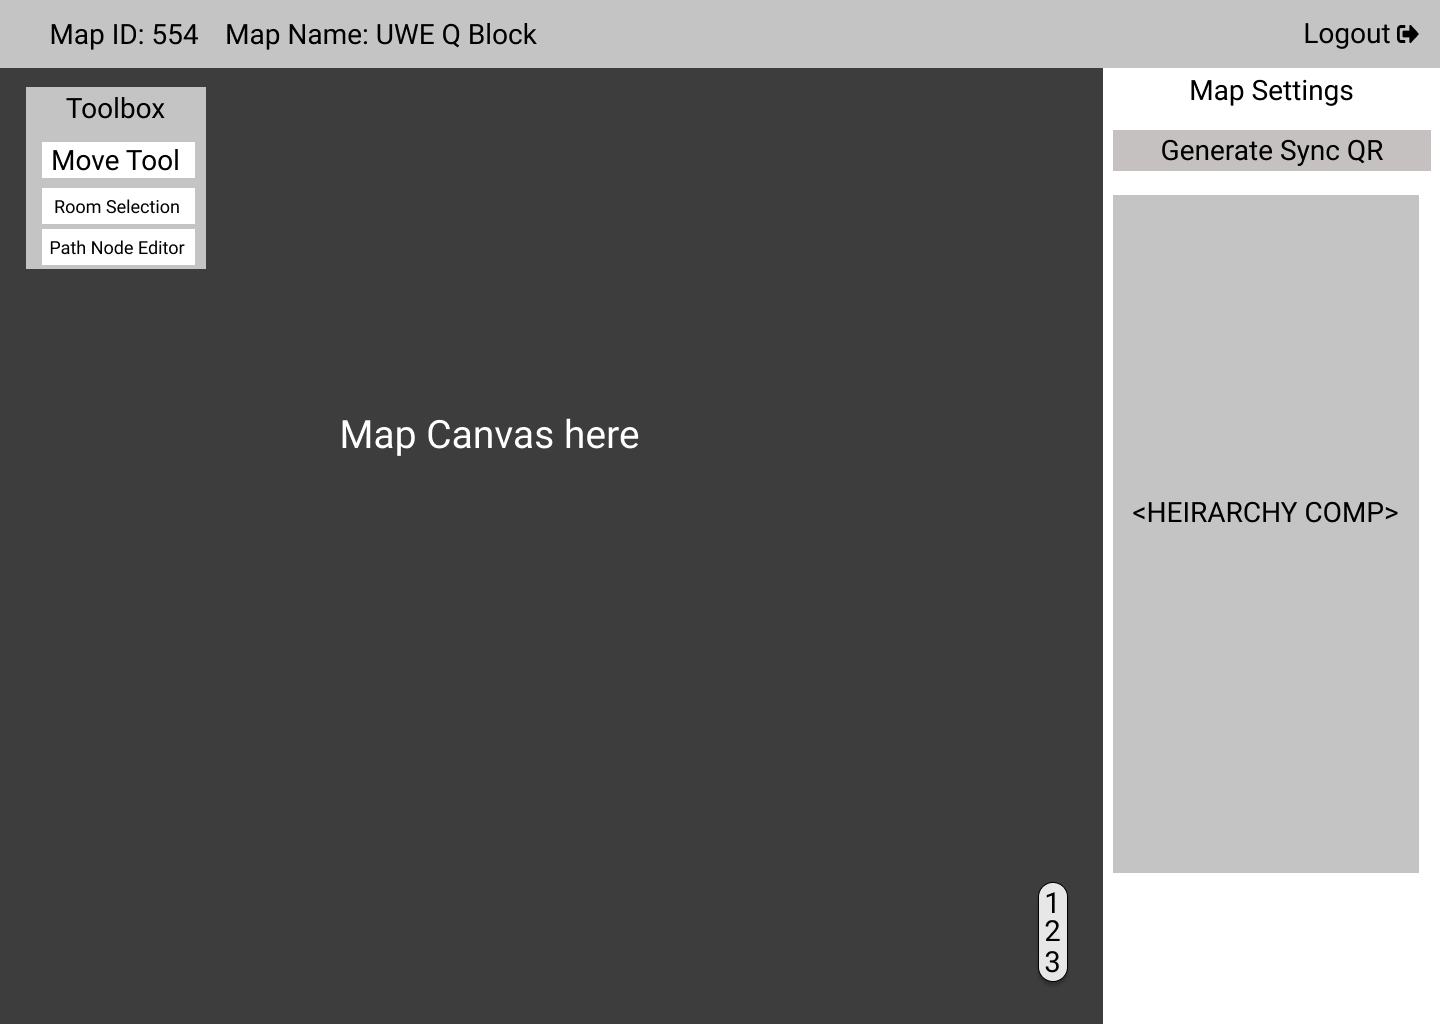 Map ID: 554 Map Name: UWE Q Block
Logout
Toolbox
Move Tool
Room Selection
Path Node Editor
Map Canvas here
Map Settings
Generate Sync QR
<HEIRARCHY COMP>
1
2
3